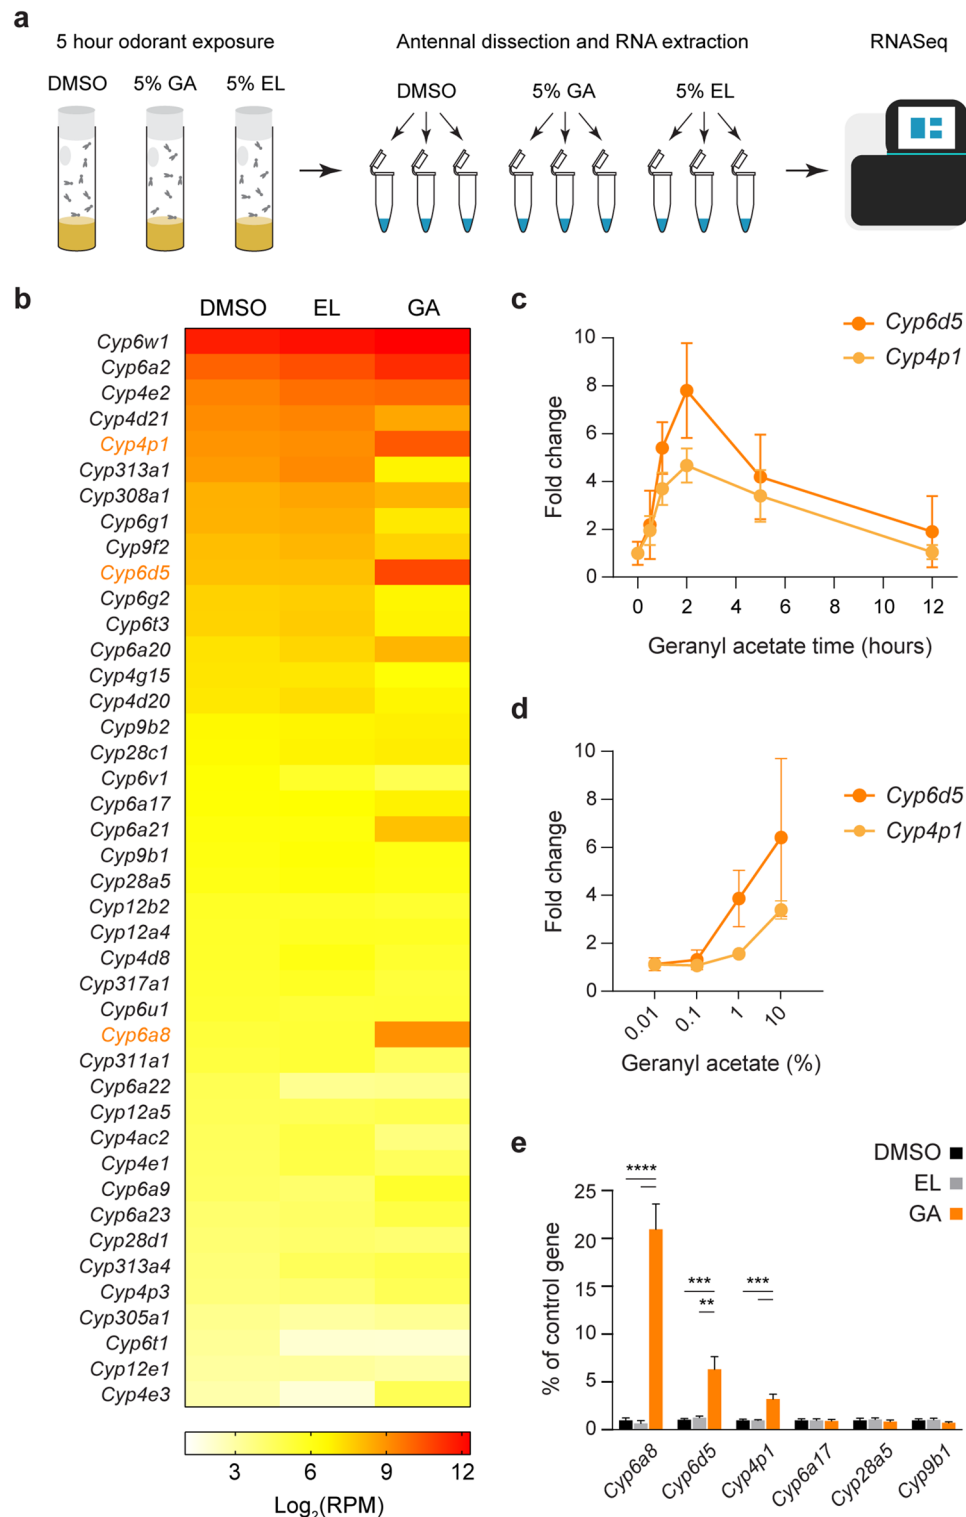 a
5 hour odorant exposure
Antennal dissection and RNA extraction
RNASeq
DMSO 5% GA 5% EL
DMSO 5% GA 5% EL
b
DMSO EL GA
Cyp6w1
Cyp6a2
Cyp4e2
Cyp4d21
Cyp4p1
Cyp313a1
Cyp308a1
Cyp6g1
Cyp9f2
Cyp6d5
Cyp6g2
Cyp6t3
Cyp6a20
Cyp4g15
Cyp4d20
Cyp9b2
Cyp28c1
Cyp6v1
Cyp6a17
Cyp6a21
Cyp9b1
Cyp28a5
Cyp12b2
Cyp12a4
Cyp4d8
Cyp317a1
Cyp6u1
Cyp6a8
Cyp311a1
Cyp6a22
Cyp12a5
Cyp4ac2
Cyp4e1
Cyp6a9
Cyp6a23
Cyp28d1
Cyp313a4
Cyp4p3
Cyp305a1
Cyp6t1
Cyp12e1
Cyp4e3
3 6 9 12
Log2(RPM)
c
Cyp6d5
Cyp4p1
Fold change
10
8
6
4
2
0
0 2 4 6 8 10 12
Geranyl acetate time (hours)
d
Cyp6d5
Cyp4p1
Fold change
10
8
6
4
2
0
0.01 0.1 1 10
Geranyl acetate (%)
e
DMSO
EL
GA
% of control gene
25
20
15
10
5
0
****
*** ***
**
Cyp6a8 Cyp6d5 Cyp4p1 Cyp6a17 Cyp28a5 Cyp9b1